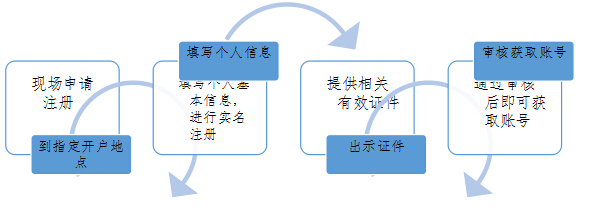 现场申请
注册
到指定开户地
点
填写个人信息
填写个人基
本信息，
进行实名
注册
提供相关
有效证件
出示证件
审核获取账号
通过审核
后即可获
取账号